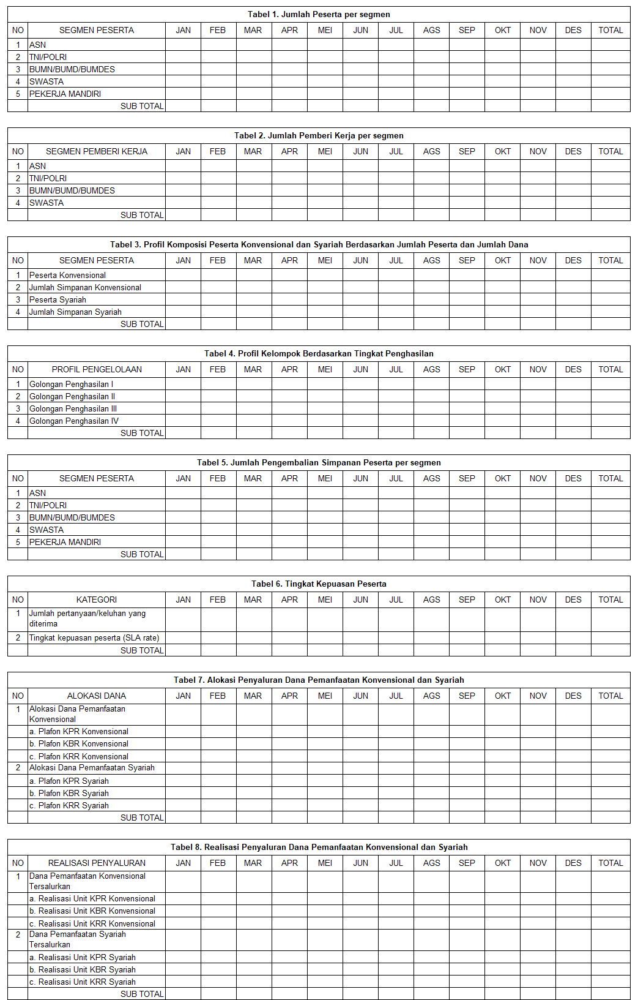 Tabel 1. Jumlah Peserta per segmen
NO SEGMEN PESERTA JAN FEB MAR APR MEI JUN JUL AGS SEP OKT NOV DES TOTAL
1 ASN
2 TNI/POLRI
3 BUMN/BUMD/BUMDES
4 SWASTA
5 PEKERJA MANDIRI
SUB TOTAL
Tabel 2. Jumlah Pemberi Kerja per segmen
NO SEGMEN PEMBERI KERJA JAN FEB MAR APR MEI JUN JUL AGS SEP OKT NOV DES TOTAL
1 ASN
2 TNI/POLRI
3 BUMN/BUMD/BUMDES
4 SWASTA
SUB TOTAL
Tabel 3. Profil Komposisi Peserta Konvensional dan Syariah Berdasarkan Jumlah Peserta dan Jumlah Dana
NO SEGMEN PESERTA JAN FEB MAR APR MEI JUN JUL AGS SEP OKT NOV DES TOTAL
1 Peserta Konvensional
2 Jumlah Simpanan Konvensional
3 Peserta Syariah
4 Jumlah Simpanan Syariah
SUB TOTAL
Tabel 4. Profil Kelompok Berdasarkan Tingkat Penghasilan
NO PROFIL PENGELOLAAN JAN FEB MAR APR MEI JUN JUL AGS SEP OKT NOV DES TOTAL
1 Golongan Penghasilan I
2 Golongan Penghasilan II
3 Golongan Penghasilan III
4 Golongan Penghasilan IV
SUB TOTAL
Tabel 5. Jumlah Pengembalian Simpanan Peserta per segmen
NO SEGMEN PESERTA JAN FEB MAR APR MEI JUN JUL AGS SEP OKT NOV DES TOTAL
1 ASN
2 TNI/POLRI
3 BUMN/BUMD/BUMDES
4 SWASTA
5 PEKERJA MANDIRI
SUB TOTAL
Tabel 6. Tingkat Kepuasan Peserta
NO KATEGORI JAN FEB MAR APR MEI JUN JUL AGS SEP OKT NOV DES TOTAL
1 Jumlah pertanyaan/keluhan yang
diterima
2 Tingkat kepuasan peserta (SLA rate)
SUB TOTAL
Tabel 7. Alokasi Penyaluran Dana Pemanfaatan Konvensional dan Syariah
NO ALOKASI DANA JAN FEB MAR APR MEI JUN JUL AGS SEP OKT NOV DES TOTAL
1 Alokasi Dana Pemanfaatan
Konvensional
a. Plafon KPR Konvensional
b. Plafon KBR Konvensional
c. Plafon KRR Konvensional
2 Alokasi Dana Pemanfaatan Syariah
a. Plafon KPR Syariah
b. Plafon KBR Syariah
c. Plafon KRR Syariah
SUB TOTAL
Tabel 8. Realisasi Penyaluran Dana Pemanfaatan Konvensional dan Syariah
NO REALISASI PENYALURAN JAN FEB MAR APR MEI JUN JUL AGS SEP OKT NOV DES TOTAL
1 Dana Pemanfaatan Konvensional
Tersalurkan
a. Realisasi Unit KPR Konvensional
b. Realisasi Unit KBR Konvensional
c. Realisasi Unit KRR Konvensional
2 Dana Pemanfaatan Syariah
Tersalurkan
a. Realisasi Unit KPR Syariah
b. Realisasi Unit KBR Syariah
c. Realisasi Unit KRR Syariah
SUB TOTAL